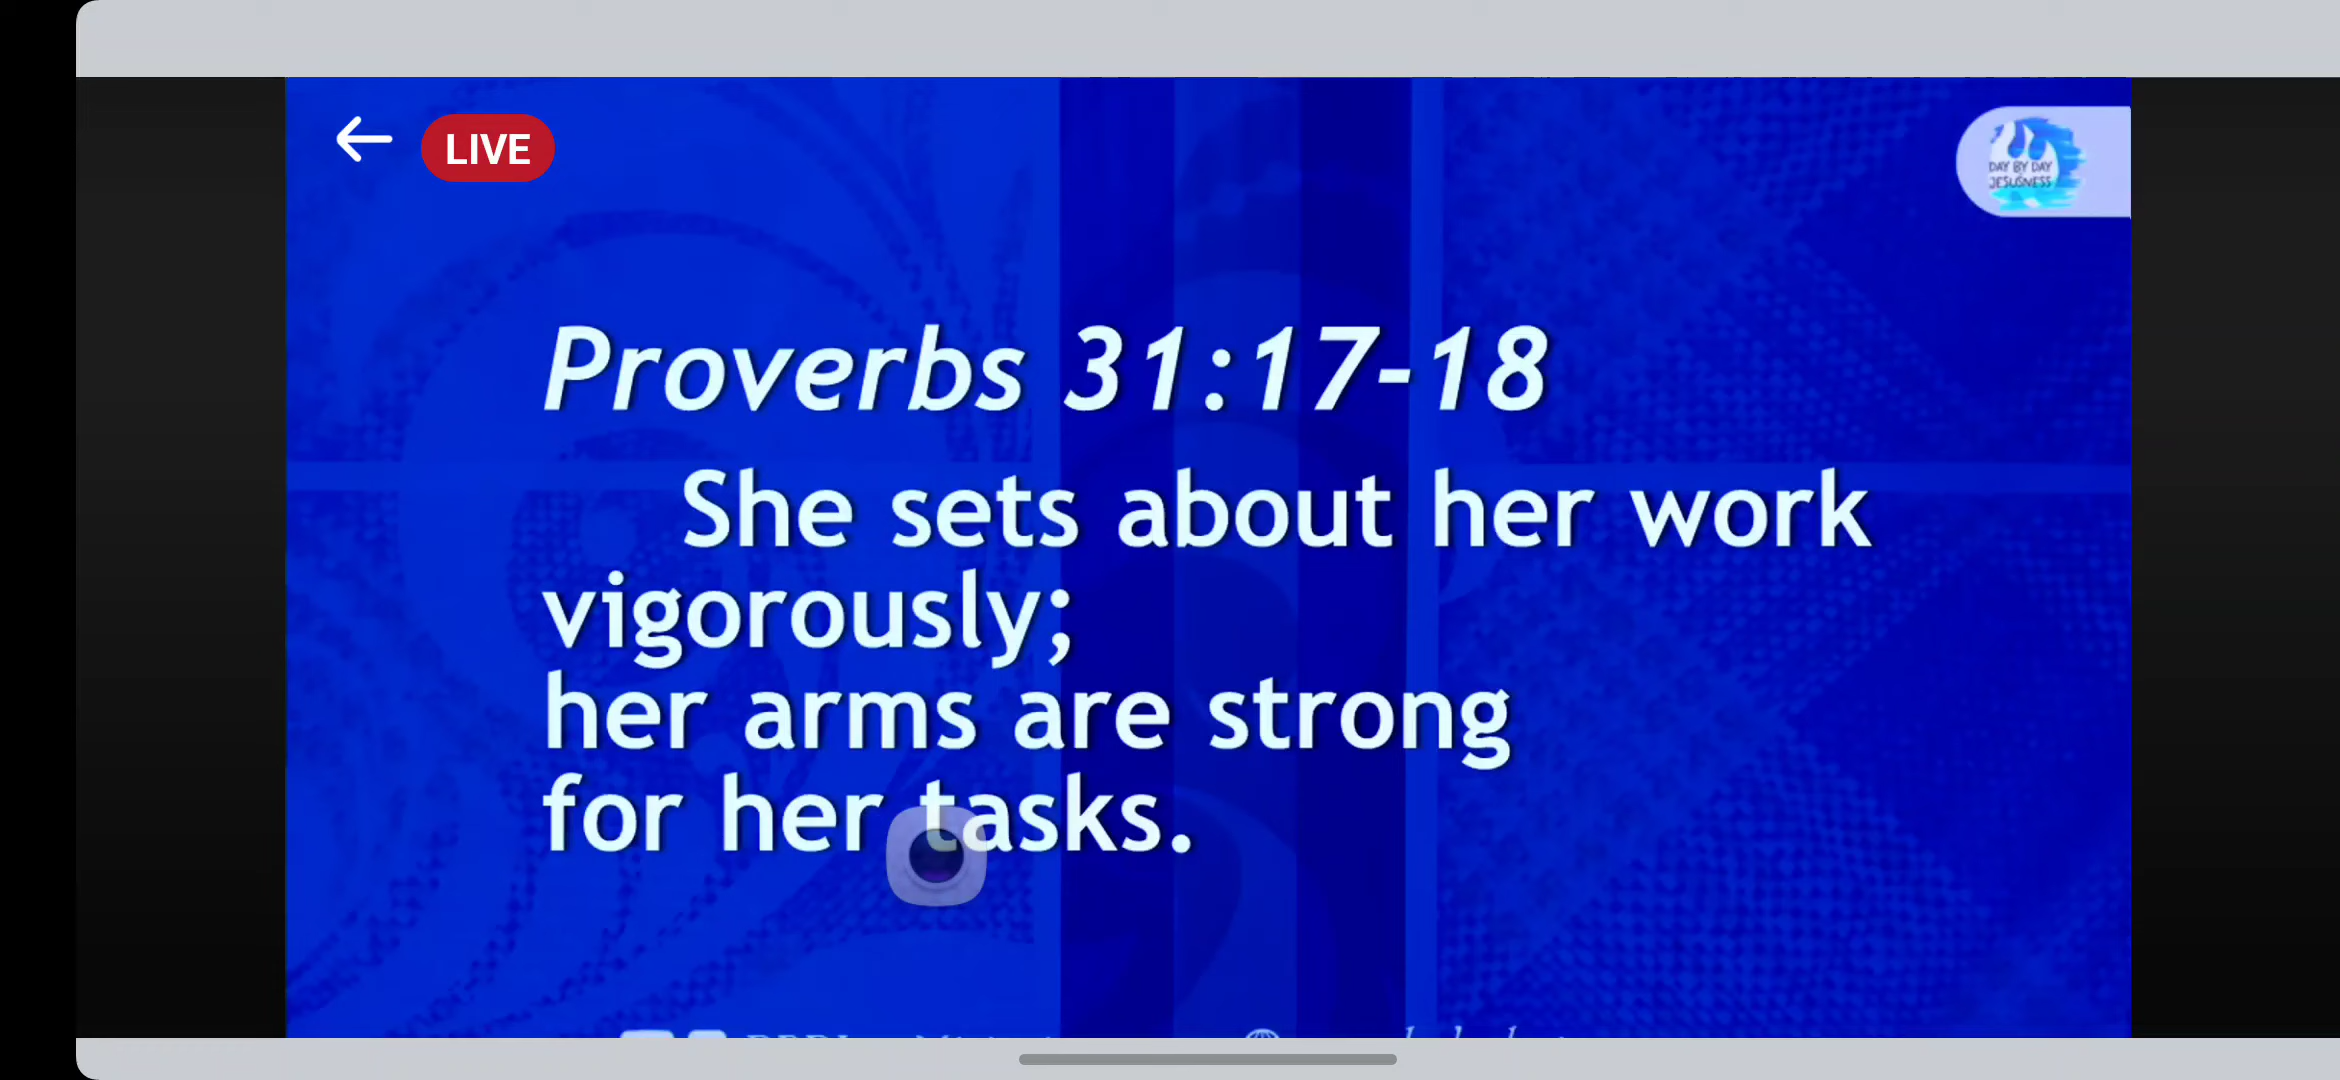 LIVE
DAY BY DAY
JESUSNESS
Proverbs 31:17-18
She sets about her work
vigorously;
her arms are strong
for her tasks.